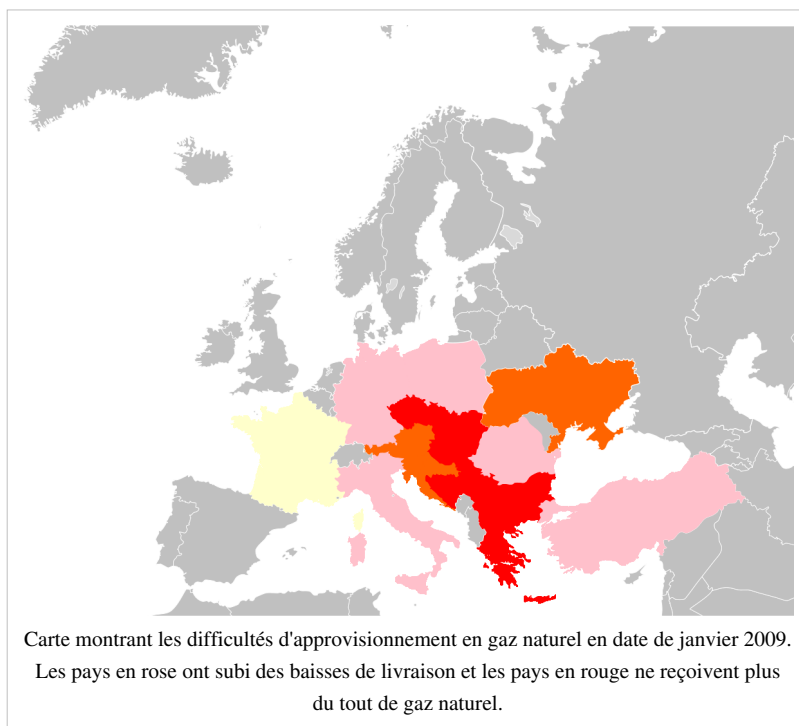 Carte montrant les difficultés d'approvisionnement en gaz naturel en date de janvier 2009.
Les pays en rose ont subi des baisses de livraison et les pays en rouge ne reçoivent plus
du tout de gaz naturel.